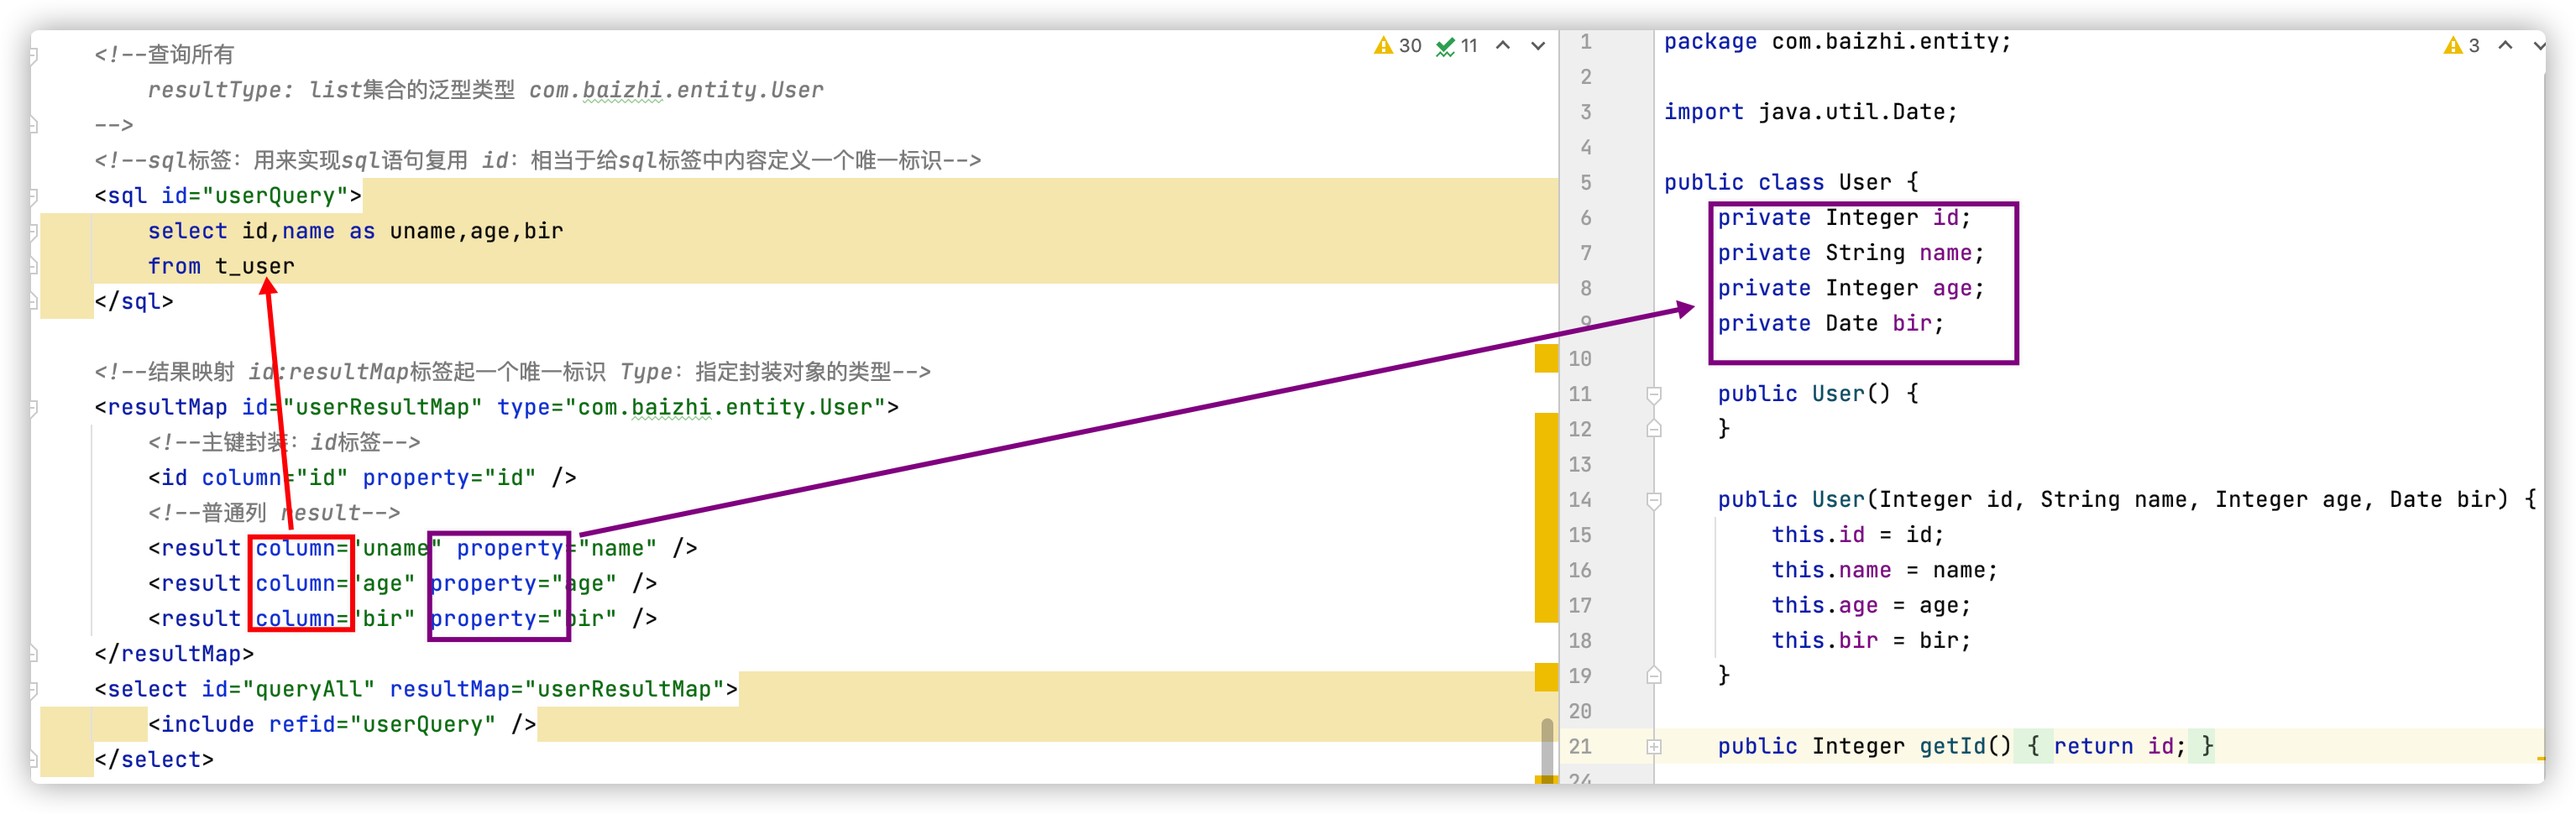 <!--查询所有
resultType: list集合的泛型类型 com.baizhi.entity.User
-->
<!--sql标签: 用来实现sql语句复用 id: 相当于给sql标签中内容定义一个唯一标识-->
<sql id="userQuery">
select id,name as uname,age,bir
from t_user
</sql>
<!--结果映射 id:resultMap标签起一个唯一标识 Type: 指定封装对象的类型-->
<resultMap id="userResultMap" type="com.baizhi.entity.User">
<!--主键封装: id标签-->
<id column="id" property="id" />
<!--普通列 result-->
<result column="uname" property="name" />
<result column="age" property="age" />
<result column="bir" property="bir" />
</resultMap>
<select id="queryAll" resultMap="userResultMap">
<include refid="userQuery" />
</select>
30 11
1 package com.baizhi.entity;
2
3 import java.util.Date;
4
5 public class User {
6 private Integer id;
7 private String name;
8 private Integer age;
9 private Date bir;
10
11 public User() {
12 }
13
14 public User(Integer id, String name, Integer age, Date bir) {
15 this.id = id;
16 this.name = name;
17 this.age = age;
18 this.bir = bir;
19 }
20
21 public Integer getId() { return id; }
24
3